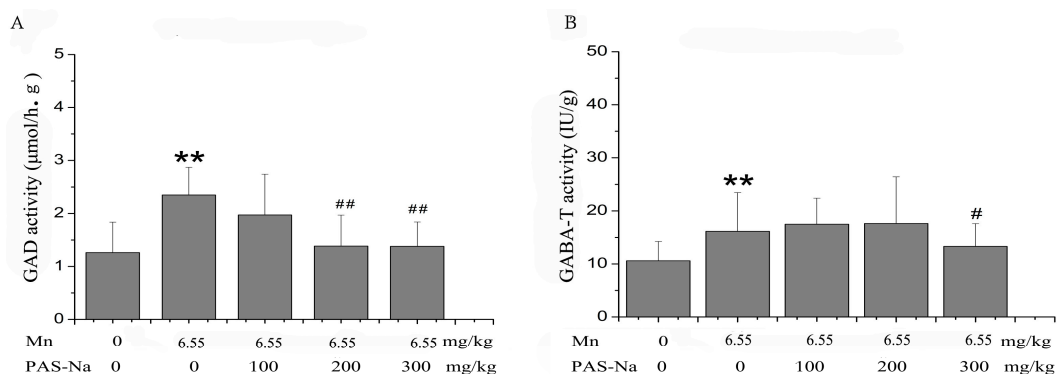 A
GAD activity (μmol/h. g)
5
4
3
2
1
0
**
##
##
Mn 0 6.55 6.55 6.55 6.55 mg/kg
PAS-Na 0 0 100 200 300 mg/kg
B
GABA-T activity (IU/g)
50
40
30
20
10
0
**
#
Mn 0 6.55 6.55 6.55 6.55 mg/kg
PAS-Na 0 0 100 200 300 mg/kg